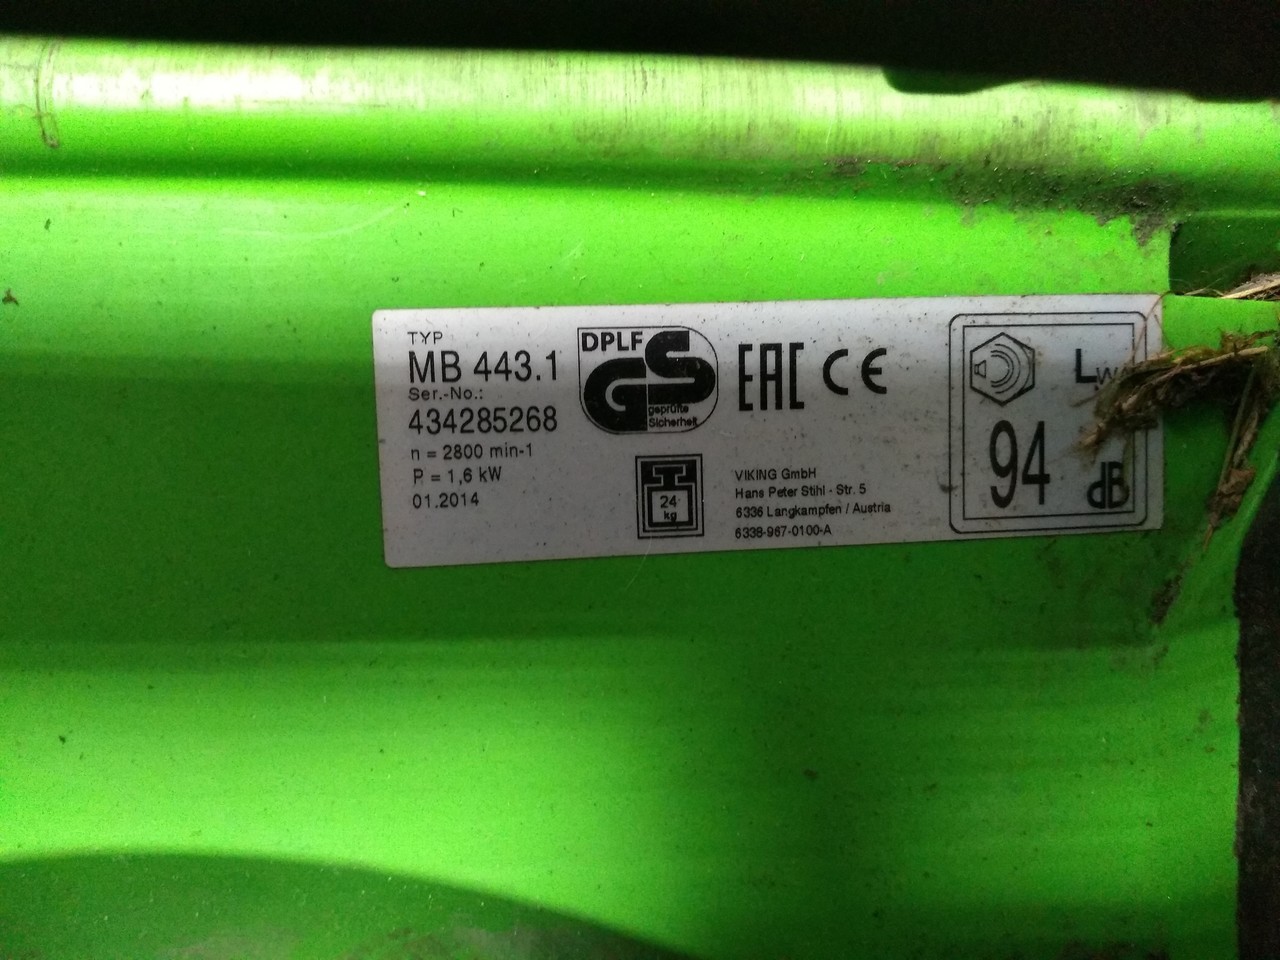 TYP
MB 443.1
Ser.-No.:
434285268
n = 2800 min-1
P = 1,6 kW
01.2014
DPLF
GS
geprüfte
Sicherheit
24
kg
EAC CE
VIKING GmbH
Hans Peter Stihl - Str. 5
6336 Langkampfen / Austria
6338-967-0100-A
94
dB